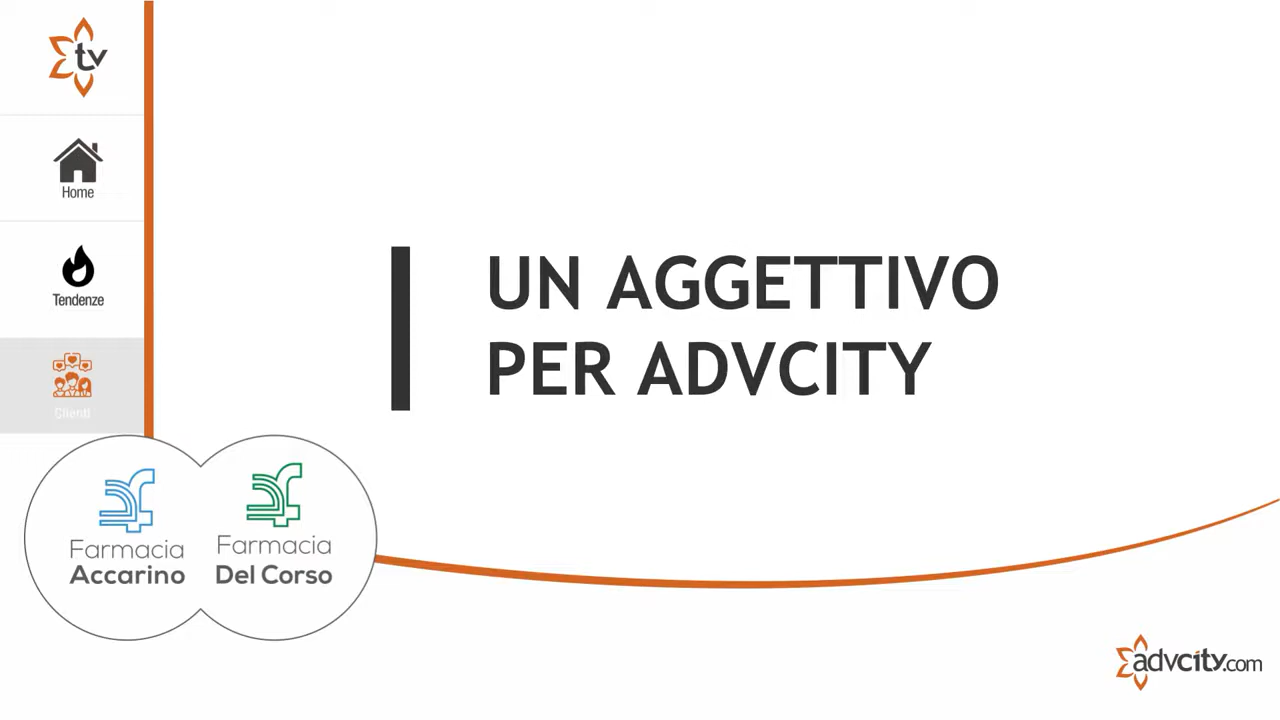 tv
Home
Tendenze
Clienti
UN AGGETTIVO
PER ADVCITY
Farmacia
Accarino
Farmacia
Del Corso
advcity.com